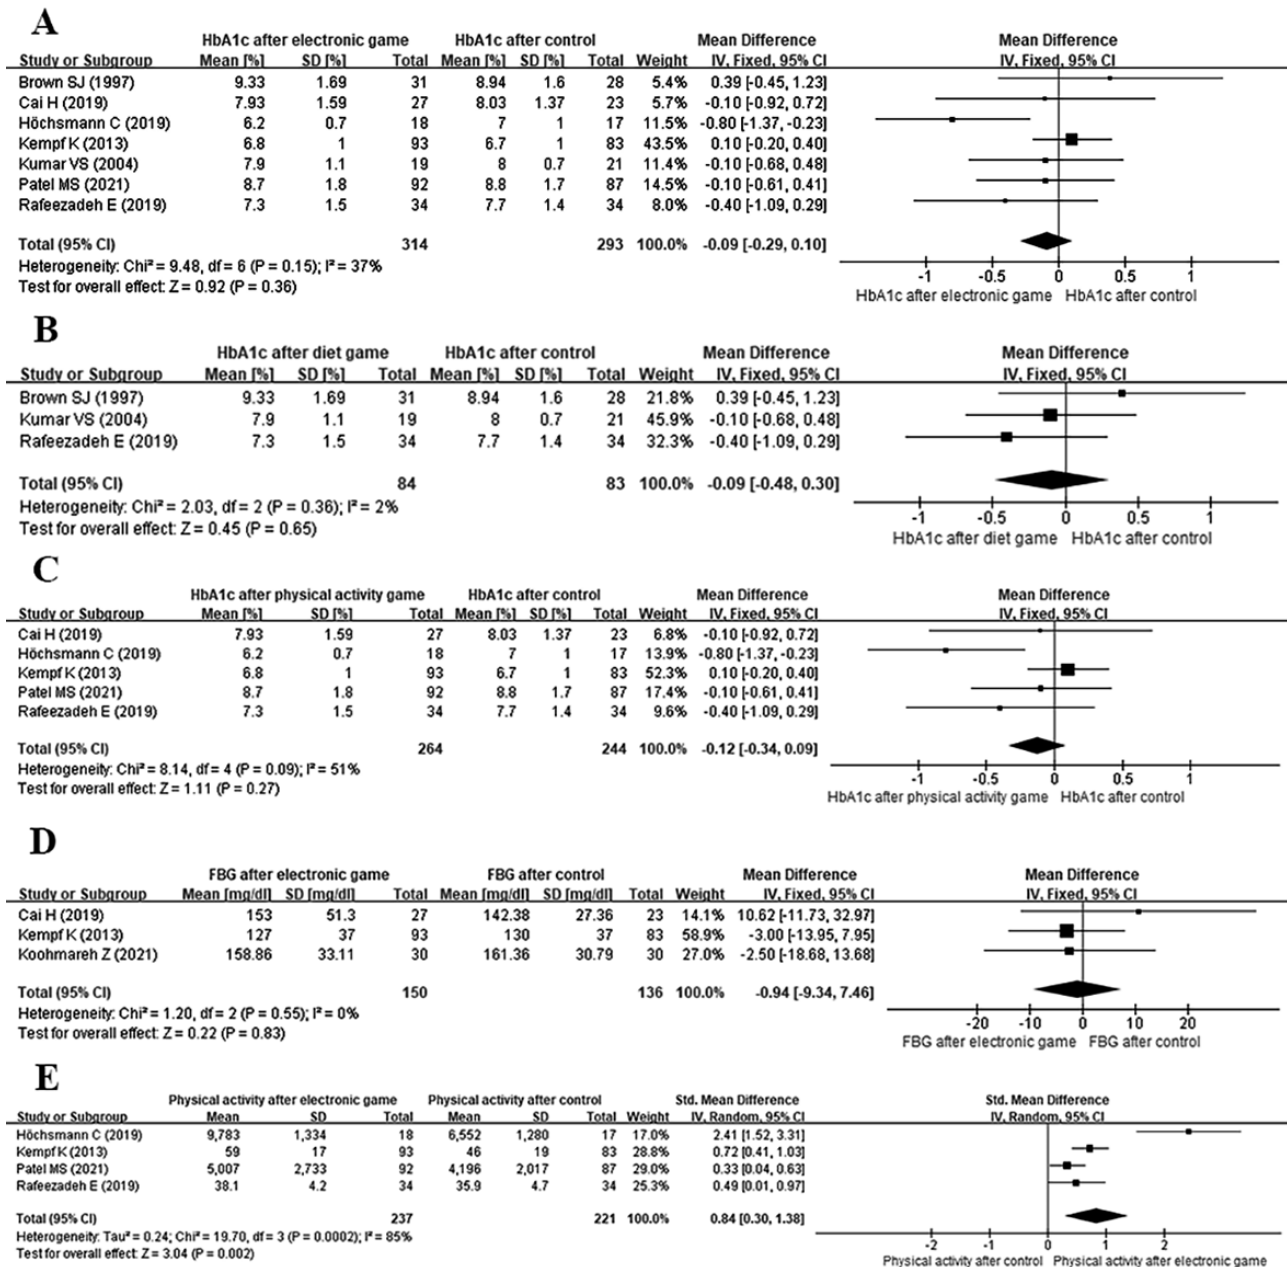 A
HbA1c after electronic game HbA1c after control Mean Difference Mean Difference
Study or Subgroup Mean [%] SD [%] Total Mean [%] SD [%] Total Weight IV, Fixed, 95% CI IV, Fixed, 95% CI
Brown SJ (1997) 9.33 1.69 31 8.94 1.6 28 5.4% 0.39 [-0.45, 1.23]
Cai H (2019) 7.93 1.59 27 8.03 1.37 23 5.7% -0.10 [-0.92, 0.72]
Höchsmann C (2019) 6.2 0.7 18 7 1 17 11.5% -0.80 [-1.37, -0.23]
Kempf K (2013) 6.8 1 93 6.7 1 83 43.5% 0.10 [-0.20, 0.40]
Kumar VS (2004) 7.9 1.1 19 8 0.7 21 11.4% -0.10 [-0.68, 0.48]
Patel MS (2021) 8.7 1.8 92 8.8 1.7 87 14.5% -0.10 [-0.61, 0.41]
Rafeezadeh E (2019) 7.3 1.5 34 7.7 1.4 34 8.0% -0.40 [-1.09, 0.29]
Total (95% CI) 314 293 100.0% -0.09 [-0.29, 0.10]
Heterogeneity: Chi² = 9.48, df = 6 (P = 0.15); I² = 37%
Test for overall effect: Z = 0.92 (P = 0.36)
-1 -0.5 0 0.5 1
HbA1c after electronic game HbA1c after control
B
HbA1c after diet game HbA1c after control Mean Difference Mean Difference
Study or Subgroup Mean [%] SD [%] Total Mean [%] SD [%] Total Weight IV, Fixed, 95% CI IV, Fixed, 95% CI
Brown SJ (1997) 9.33 1.69 31 8.94 1.6 28 21.8% 0.39 [-0.45, 1.23]
Kumar VS (2004) 7.9 1.1 19 8 0.7 21 45.9% -0.10 [-0.68, 0.48]
Rafeezadeh E (2019) 7.3 1.5 34 7.7 1.4 34 32.3% -0.40 [-1.09, 0.29]
Total (95% CI) 84 83 100.0% -0.09 [-0.48, 0.30]
Heterogeneity: Chi² = 2.03, df = 2 (P = 0.36); I² = 2%
Test for overall effect: Z = 0.45 (P = 0.65)
-1 -0.5 0 0.5 1
HbA1c after diet game HbA1c after control
C
HbA1c after physical activity game HbA1c after control Mean Difference Mean Difference
Study or Subgroup Mean [%] SD [%] Total Mean [%] SD [%] Total Weight IV, Fixed, 95% CI IV, Fixed, 95% CI
Cai H (2019) 7.93 1.59 27 8.03 1.37 23 6.8% -0.10 [-0.92, 0.72]
Höchsmann C (2019) 6.2 0.7 18 7 1 17 13.9% -0.80 [-1.37, -0.23]
Kempf K (2013) 6.8 1 93 6.7 1 83 52.3% 0.10 [-0.20, 0.40]
Patel MS (2021) 8.7 1.8 92 8.8 1.7 87 17.4% -0.10 [-0.61, 0.41]
Rafeezadeh E (2019) 7.3 1.5 34 7.7 1.4 34 9.6% -0.40 [-1.09, 0.29]
Total (95% CI) 264 244 100.0% -0.12 [-0.34, 0.09]
Heterogeneity: Chi² = 8.14, df = 4 (P = 0.09); I² = 51%
Test for overall effect: Z = 1.11 (P = 0.27)
-1 -0.5 0 0.5 1
HbA1c after physical activity game HbA1c after control
D
FBG after electronic game FBG after control Mean Difference Mean Difference
Study or Subgroup Mean [mg/dl] SD [mg/dl] Total Mean [mg/dl] SD [mg/dl] Total Weight IV, Fixed, 95% CI IV, Fixed, 95% CI
Cai H (2019) 153 51.3 27 142.38 27.36 23 14.1% 10.62 [-11.73, 32.97]
Kempf K (2013) 127 37 93 130 37 83 58.9% -3.00 [-13.95, 7.95]
Koohmareh Z (2021) 158.86 33.11 30 161.36 30.79 30 27.0% -2.50 [-18.68, 13.68]
Total (95% CI) 150 136 100.0% -0.94 [-9.34, 7.46]
Heterogeneity: Chi² = 1.20, df = 2 (P = 0.55); I² = 0%
Test for overall effect: Z = 0.22 (P = 0.83)
-20 -10 0 10 20
FBG after electronic game FBG after control
E
Physical activity after electronic game Physical activity after control Std. Mean Difference Std. Mean Difference
Study or Subgroup Mean SD Total Mean SD Total Weight IV, Random, 95% CI IV, Random, 95% CI
Höchsmann C (2019) 9,783 1,334 18 6,552 1,280 17 17.0% 2.41 [1.52, 3.31]
Kempf K (2013) 59 17 93 46 19 83 28.8% 0.72 [0.41, 1.03]
Patel MS (2021) 5,007 2,733 92 4,196 2,017 87 29.0% 0.33 [0.04, 0.63]
Rafeezadeh E (2019) 38.1 4.2 34 35.9 4.7 34 25.3% 0.49 [0.01, 0.97]
Total (95% CI) 237 221 100.0% 0.84 [0.30, 1.38]
Heterogeneity: Tau² = 0.24; Chi² = 19.70, df = 3 (P = 0.0002); I² = 85%
Test for overall effect: Z = 3.04 (P = 0.002)
-2 -1 0 1 2
Physical activity after control Physical activity after electronic game